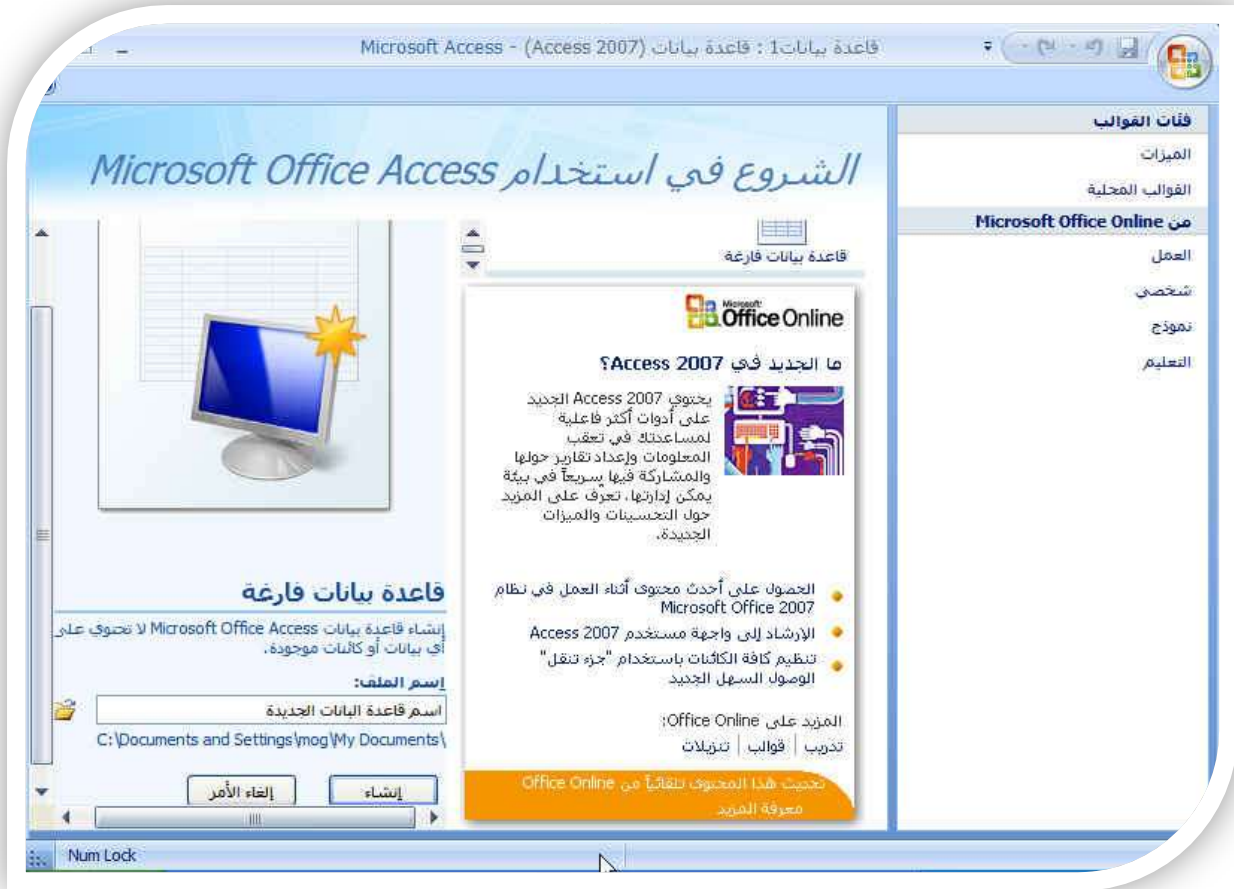 قاعدة بيانات1 : قاعدة بيانات (Access 2007) - Microsoft Access
فئات القوالب
الميزات
القوالب المحلية
من Microsoft Office Online
العمل
شخصي
نموذج
التعليم
الشروع في استخدام Microsoft Office Access
قاعدة بيانات فارغة
Microsoft
Office Online
ما الجديد في Access 2007؟
يحتوي Access 2007 الجديد
على أدوات أكثر فاعلية
لمساعدتك في تعقب
المعلومات وإعداد تقارير حولها
والمشاركة فيها سريعاً في بيئة
يمكن إدارتها. تعرف على المزيد
حول التحسينات والميزات
الجديدة.
الحصول على أحدث محتوى أثناء العمل في نظام
Microsoft Office 2007
الإرشاد إلى واجهة مستخدم Access 2007
تنظيم كافة الكائنات باستخدام "جزء تنقل"
الوصول السهل الجديد
المزيد على Office Online:
تدريب | قوالب | تنزيلات
تحديث هذا المحتوى تلقائياً من Office Online
معرفة المزيد
قاعدة بيانات فارغة
إنشاء قاعدة بيانات Microsoft Office Access لا تحتوي على
أي بيانات أو كائنات موجودة.
إسم الملف:
اسم قاعدة البانات الجديدة
C:\Documents and Settings\mog\My Documents\
إنشاء
إلغاء الأمر
Num Lock